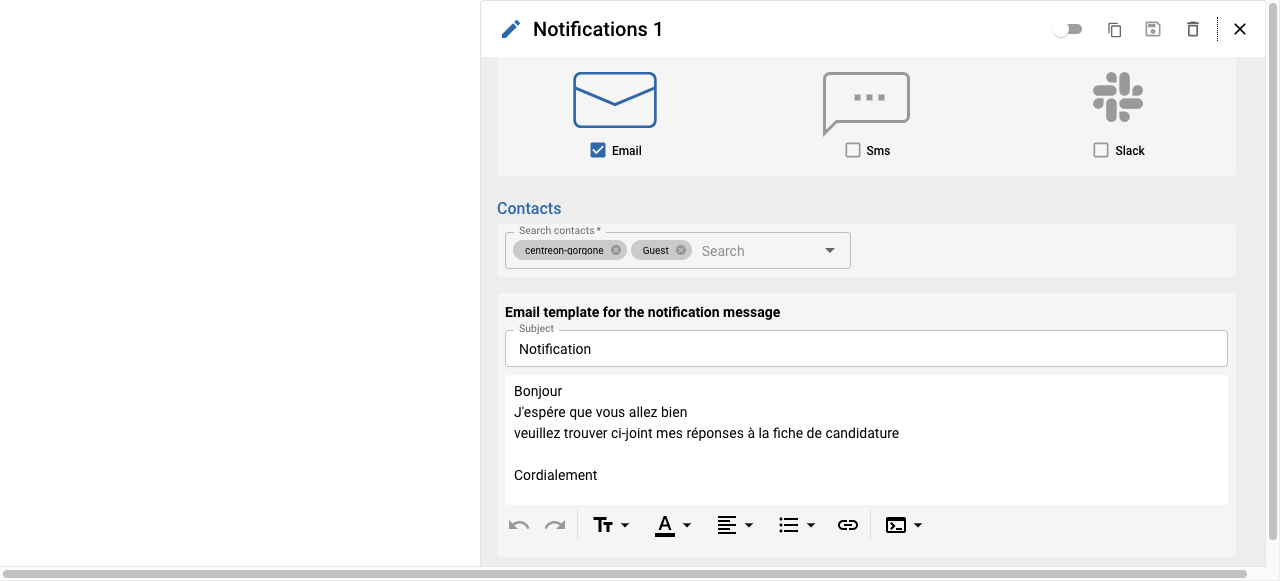 Notifications 1
Email
Sms
Slack
Contacts
Search contacts *
centreon-gorgone
Guest
Search
Email template for the notification message
Subject
Notification
Bonjour
J'espére que vous allez bien
veuillez trouver ci-joint mes réponses à la fiche de candidature
Cordialement